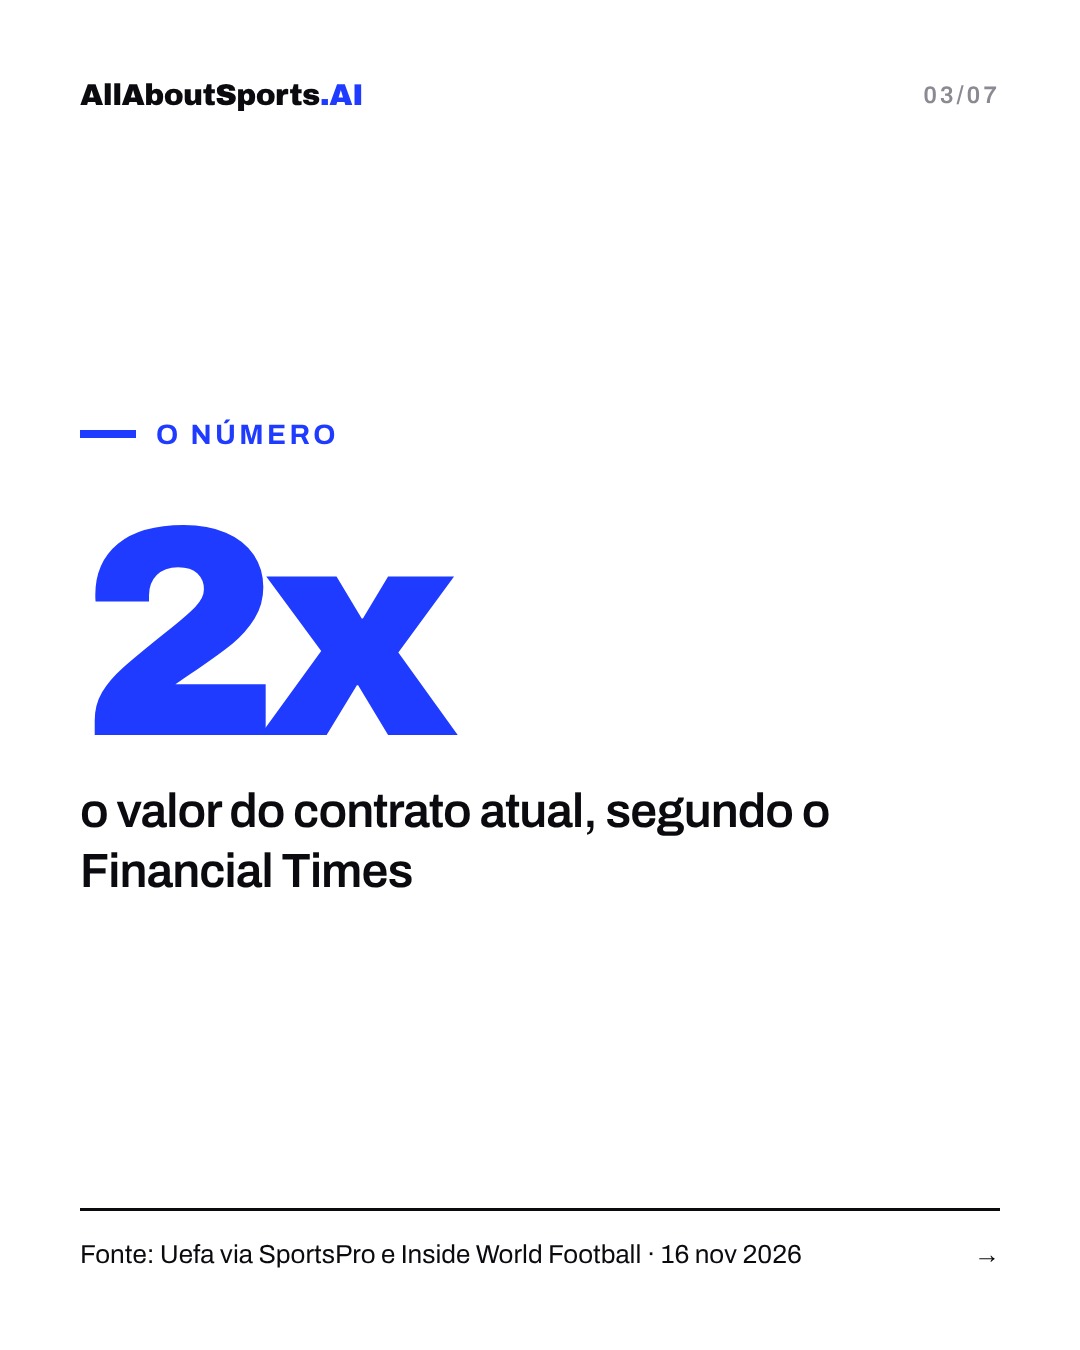 AllAboutSports.AI
03/07
O NÚMERO
2x
o valor do contrato atual, segundo o
Financial Times
Fonte: Uefa via SportsPro e Inside World Football · 16 nov 2026
→